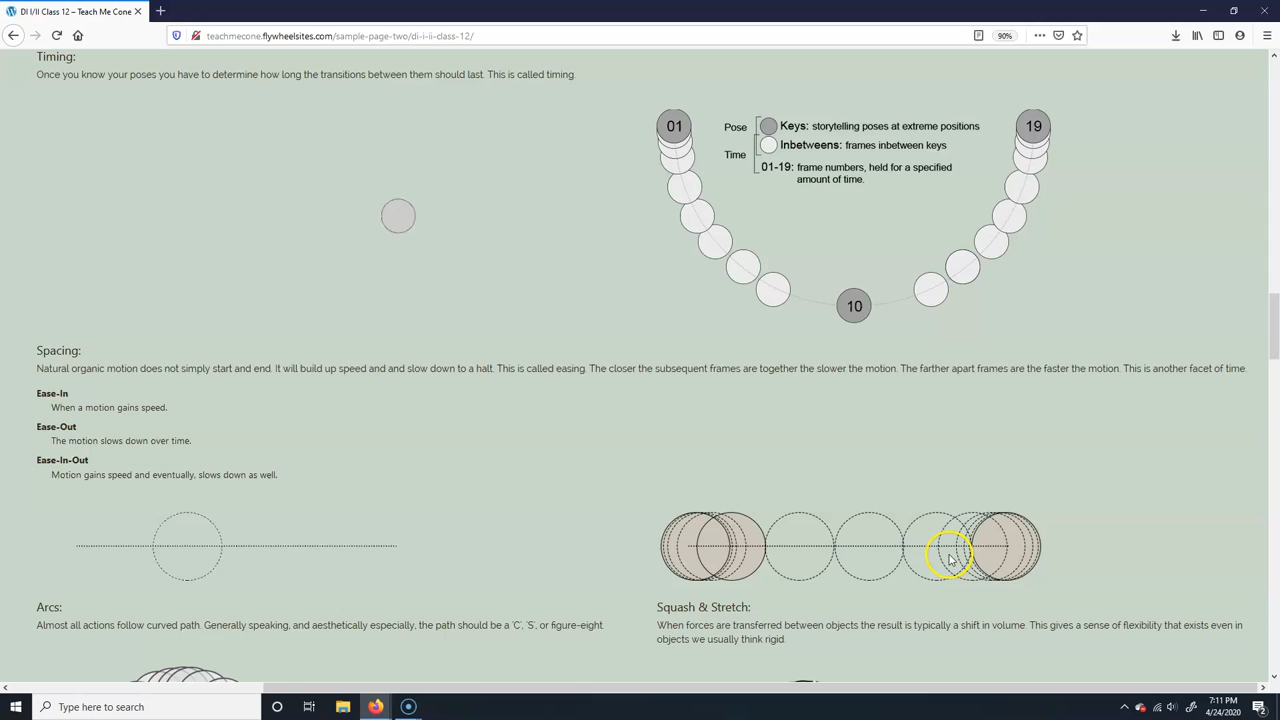 DI I/II Class 12 – Teach Me Cone
teachmecone.flywheelsites.com/sample-page-two/di-i-ii-class-12/
90%
Timing:
Once you know your poses you have to determine how long the transitions between them should last. This is called timing.
01
19
Pose
Keys: storytelling poses at extreme positions
Inbetweens: frames inbetween keys
Time
01-19: frame numbers, held for a specified
amount of time.
10
Spacing:
Natural organic motion does not simply start and end. It will build up speed and and slow down to a halt. This is called easing. The closer the subsequent frames are together the slower the motion. The farther apart frames are the faster the motion. This is another facet of timing.
Ease-In
When a motion gains speed.
Ease-Out
The motion slows down over time.
Ease-In-Out
Motion gains speed and eventually, slows down as well.
Arcs:
Almost all actions follow curved path. Generally speaking, and aesthetically especially, the path should be a 'C', 'S', or figure-eight.
Squash & Stretch:
When forces are transferred between objects the result is typically a shift in volume. This gives a sense of flexibility that exists even in
objects we usually think rigid.
Type here to search
7:11 PM
4/24/2020
2